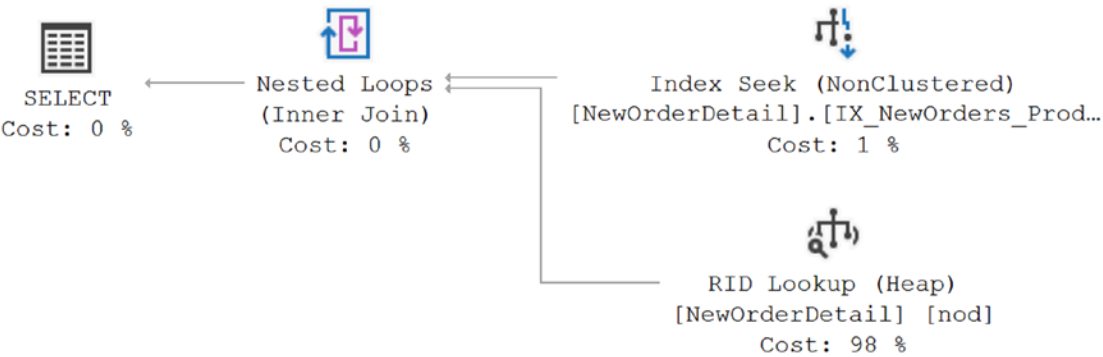 SELECT
Cost: 0 %
Nested Loops
(Inner Join)
Cost: 0 %
Index Seek (NonClustered)
[NewOrderDetail].[IX_NewOrders_Prod…
Cost: 1 %
RID Lookup (Heap)
[NewOrderDetail] [nod]
Cost: 98 %